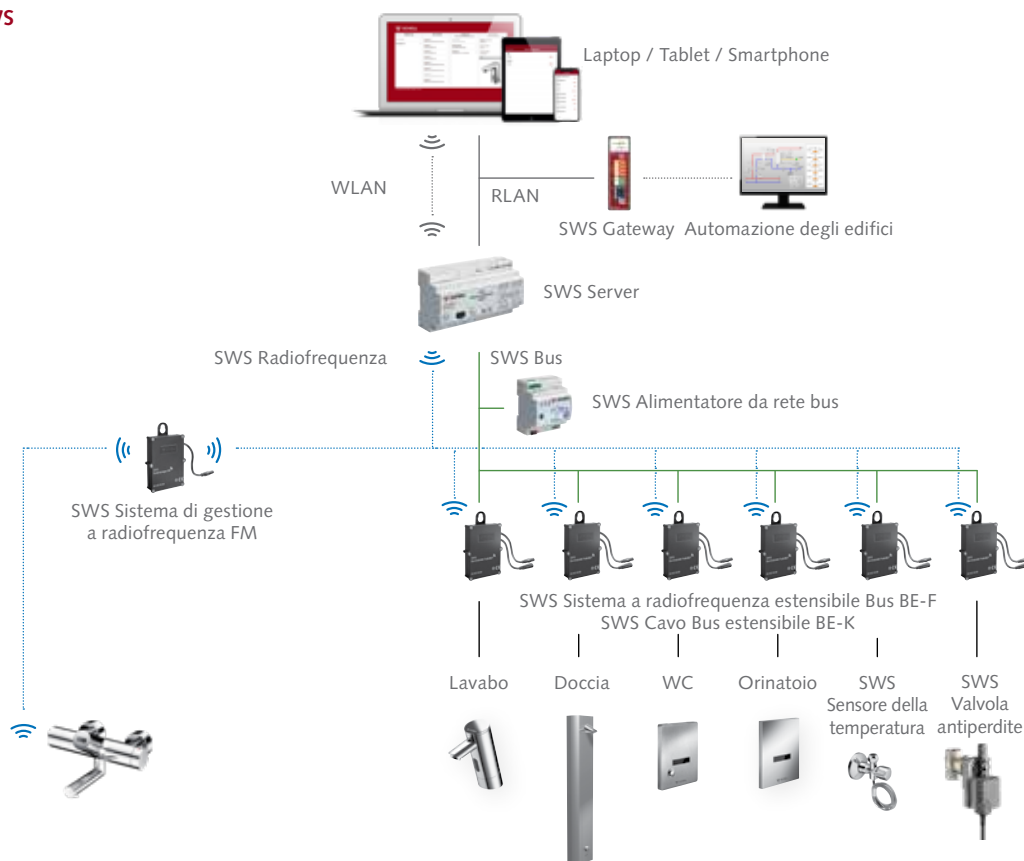 WS
Laptop / Tablet / Smartphone
WLAN
RLAN
SWS Gateway
Automazione degli edifici
SWS Server
SWS Radiofrequenza
SWS Bus
SWS Alimentatore da rete bus
SWS Sistema di gestione
a radiofrequenza FM
SWS Sistema a radiofrequenza estensibile Bus BE-F
SWS Cavo Bus estensibile BE-K
Lavabo
Doccia
WC
Orinatoio
SWS
Sensore della
temperatura
SWS
Valvola
antiperdite